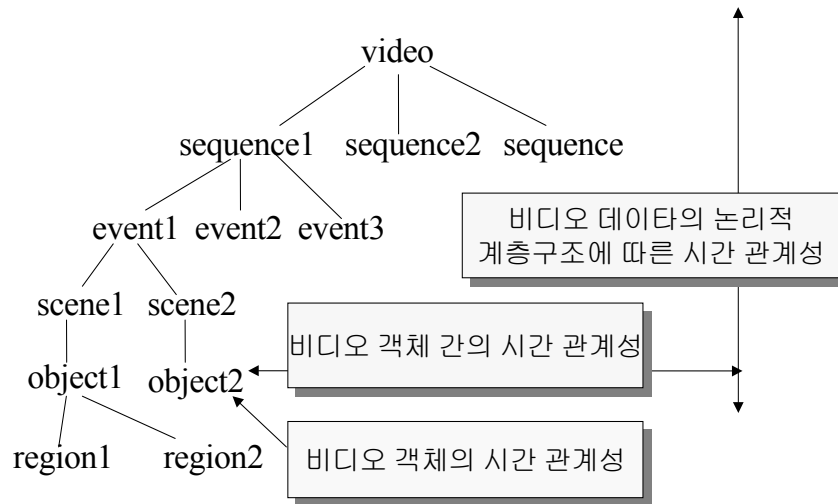 video
sequence1 sequence2 sequence
event1 event2 event3
비디오 데이타의 논리적
계층구조에 따른 시간 관계성
scene1 scene2
비디오 객체 간의 시간 관계성
object1 object2
region1 region2
비디오 객체의 시간 관계성